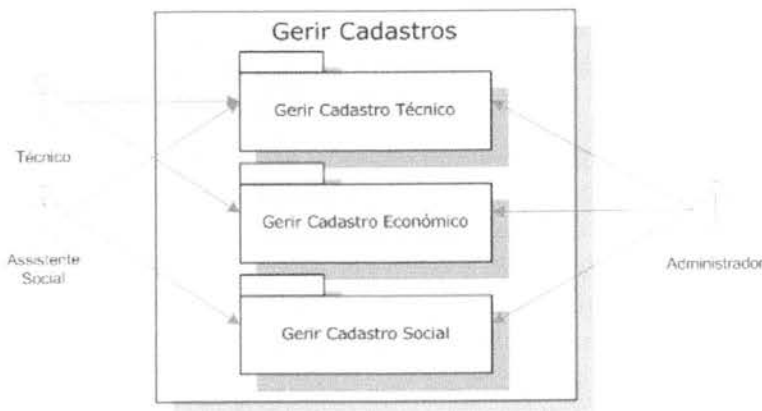 Gerir Cadastros
Gerir Cadastro Técnico
Técnico
Gerir Cadastro Económico
Assistente
Social
Administrador
Gerir Cadastro Social